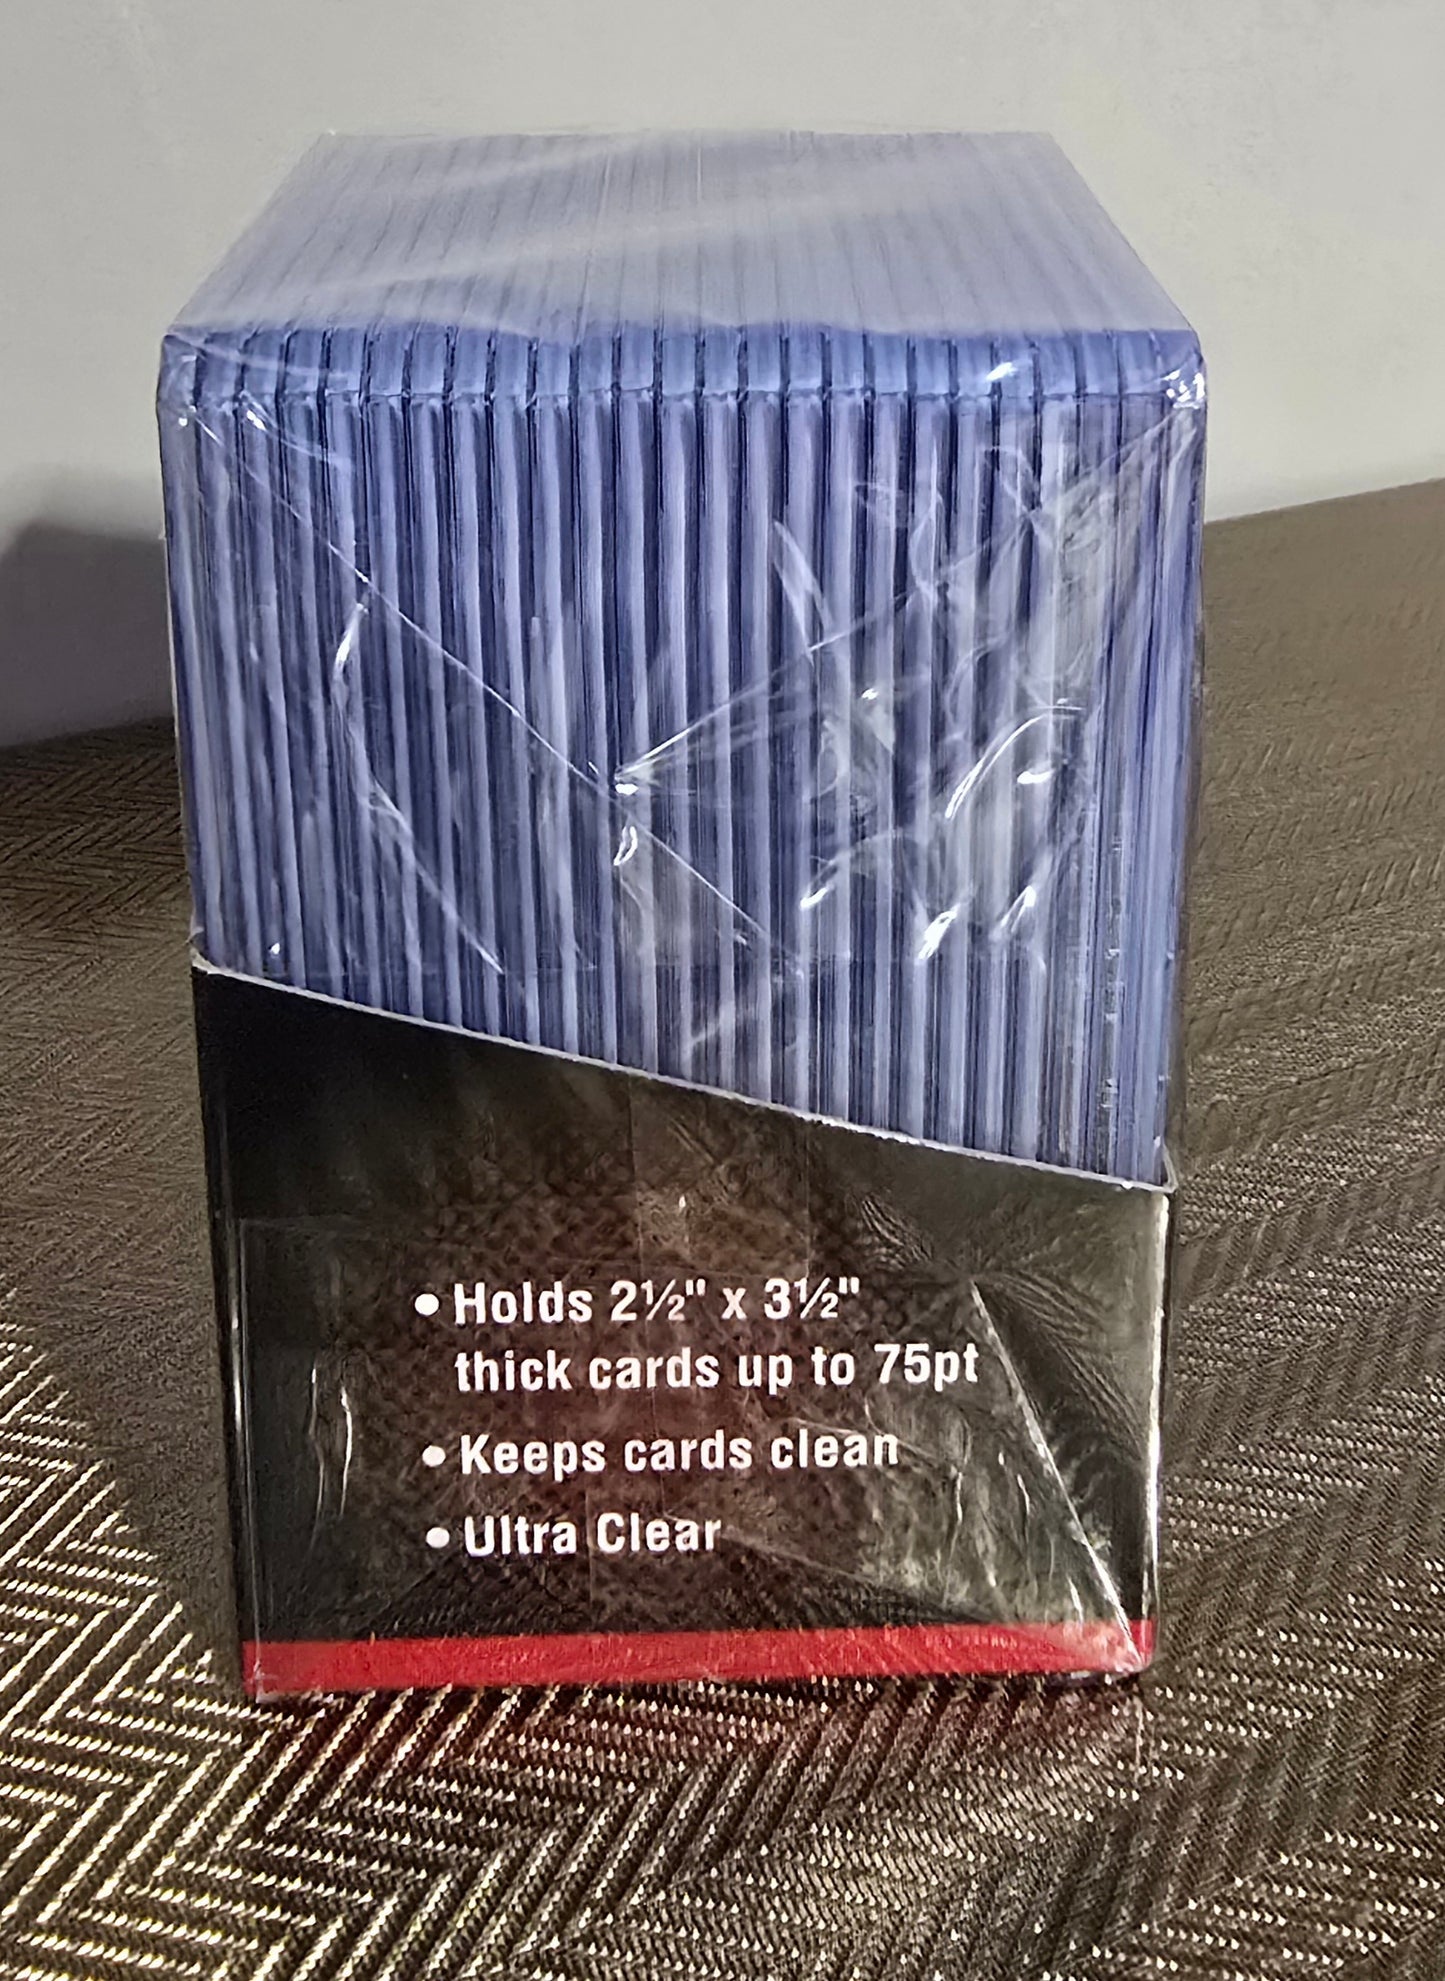 • Holds 2½" x 3½"
thick cards up to 75pt
• Keeps cards clean
• Ultra Clear